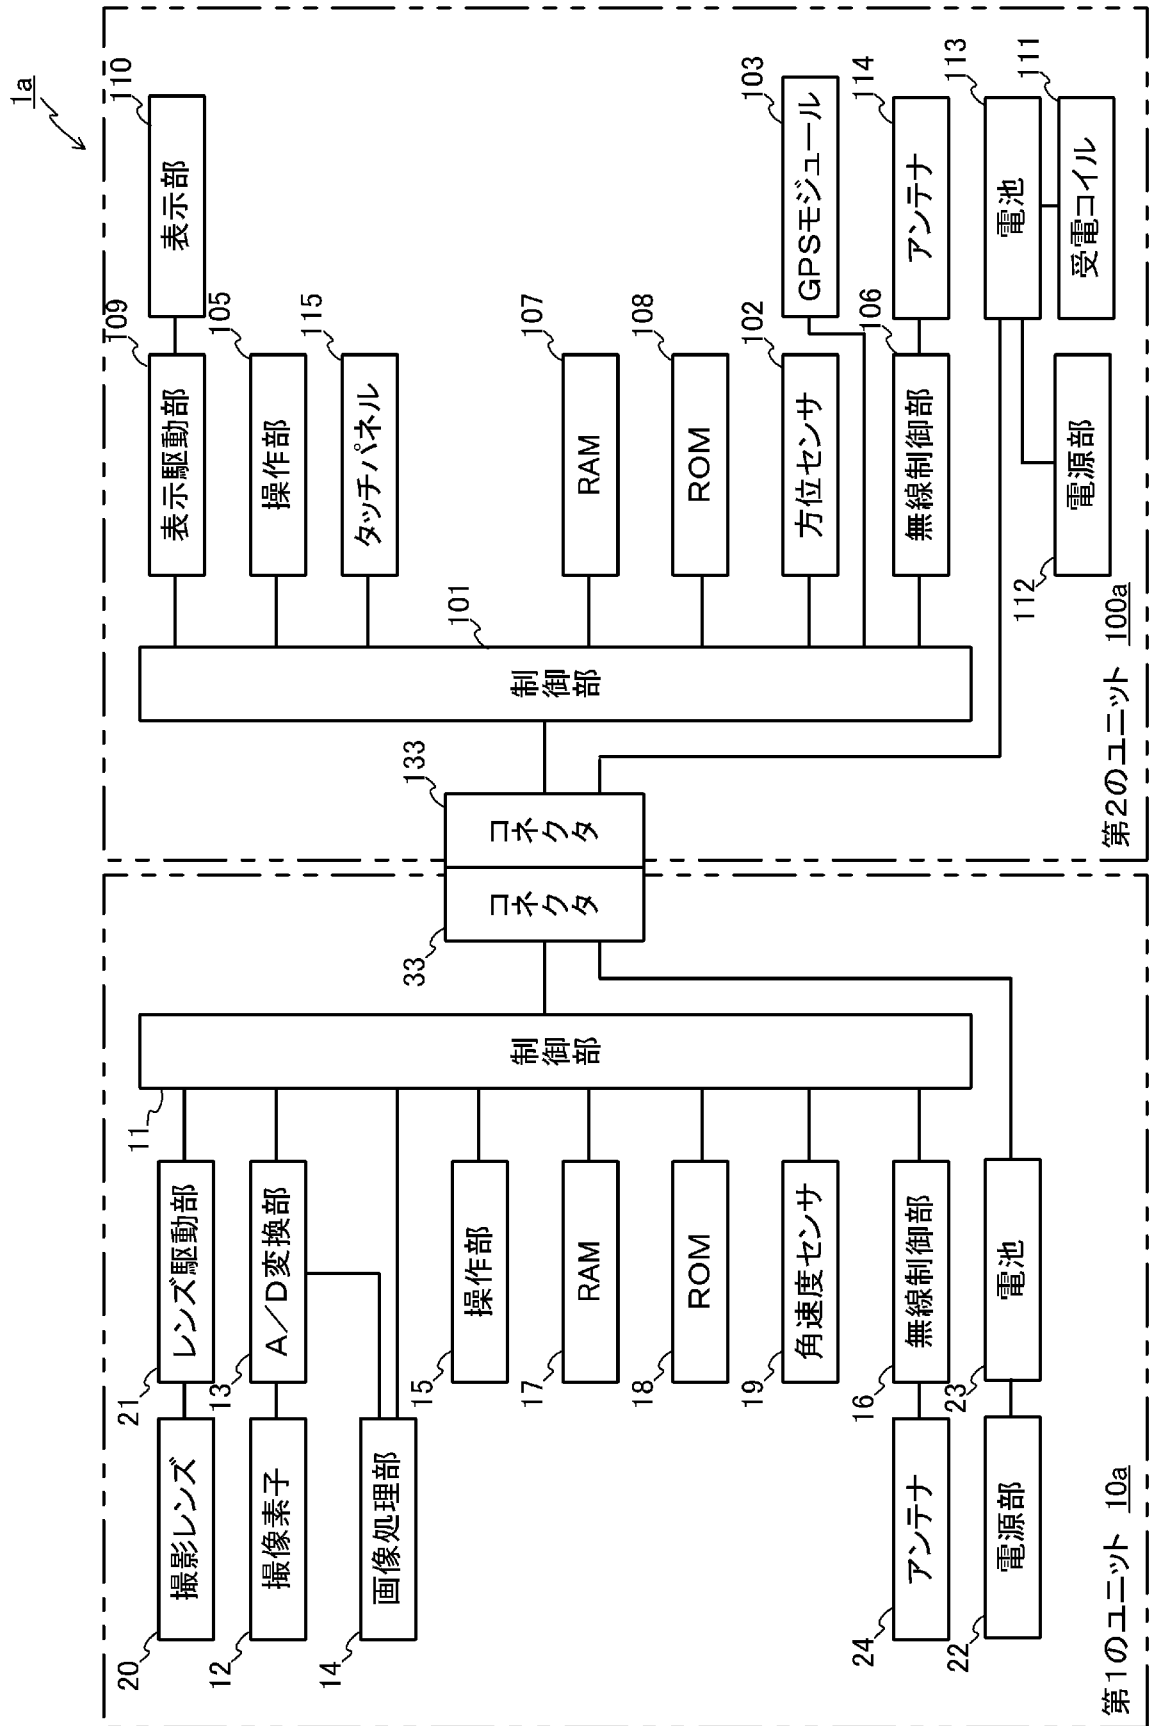 1a
撮影レンズ
20
レンズ駆動部
21
撮像素子
12
A／D変換部
13
画像処理部
14
操作部
15
RAM
17
ROM
18
角速度センサ
19
アンテナ
24
無線制御部
16
電源部
22
電池
23
制御部
11
コネクタ
33
第1のユニット 10a
コネクタ
133
制御部
101
表示駆動部
109
表示部
110
操作部
105
タッチパネル
115
RAM
107
ROM
108
方位センサ
102
GPSモジュール
103
無線制御部
106
アンテナ
114
電池
113
電源部
112
受電コイル
111
第2のユニット 100a